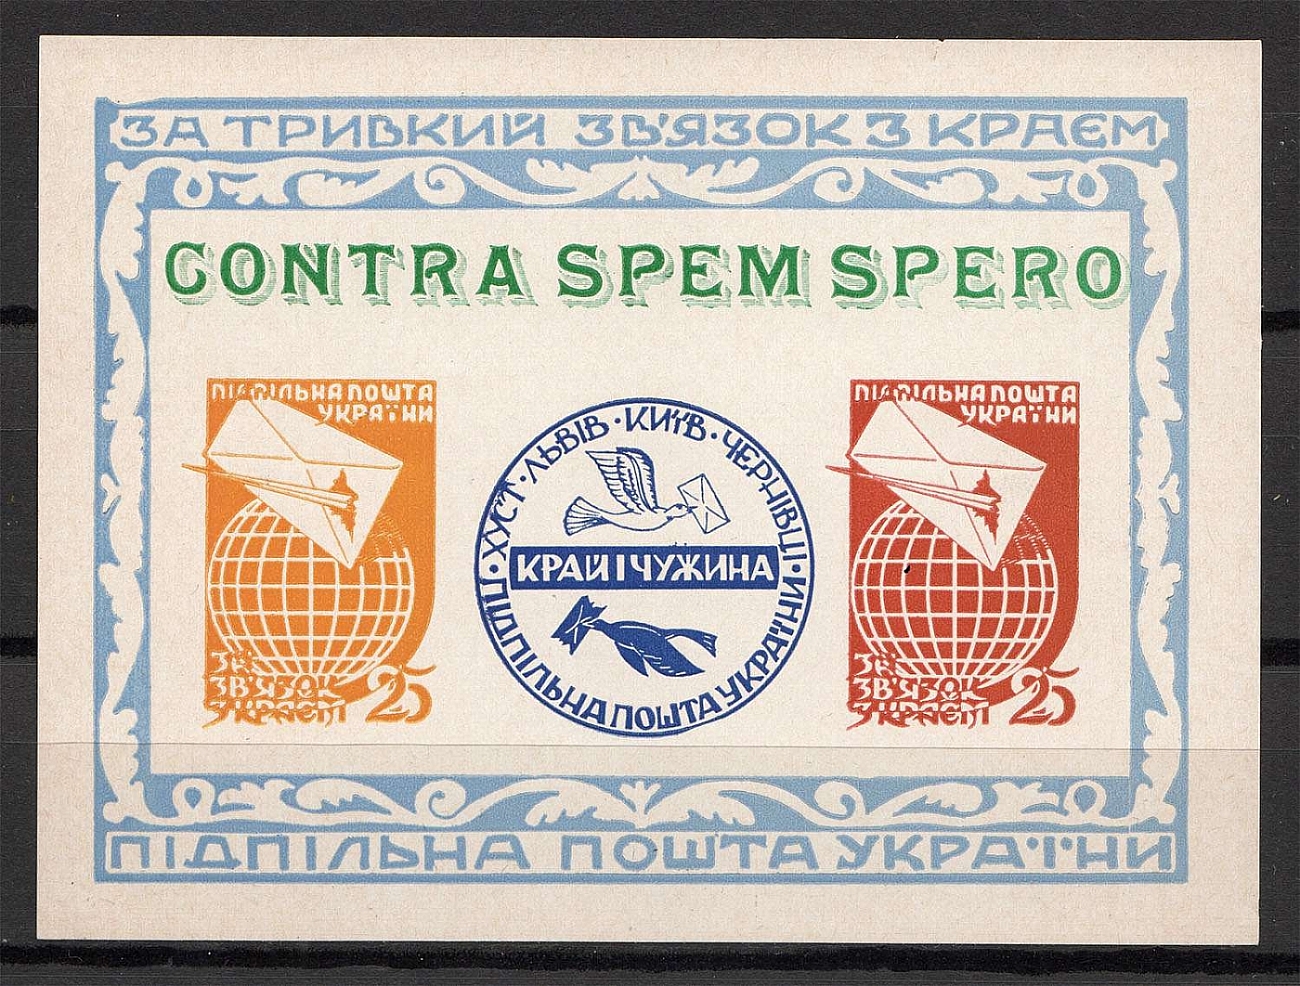 ЗА ТРИВКИЙ ЗВ'ЯЗОК З КРАЄМ
CONTRA SPEM SPERO
ПІДПІЛЬНА ПОШТА
УКРАЇНИ
ЗА
ЗВ'ЯЗОК
З КРАЄМ 25
ХУСТ · ЛЬВІВ · КИЇВ · ЧЕРНІВЦІ
КРАЙ І ЧУЖИНА
ПІДПІЛЬНА ПОШТА УКРАЇНИ
ПІДПІЛЬНА ПОШТА
УКРАЇНИ
ЗА
ЗВ'ЯЗОК
З КРАЄМ 25
ПІДПІЛЬНА ПОШТА УКРАЇНИ